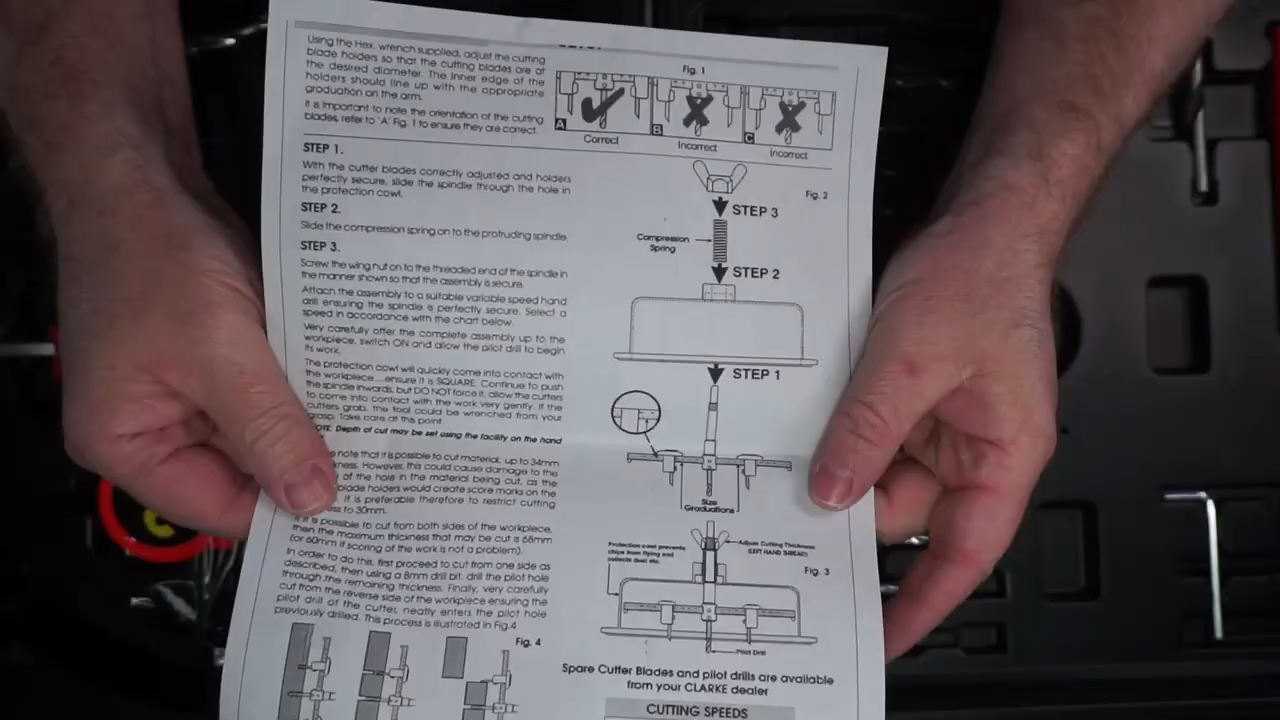 Using the Hex. wrench supplied, adjust the cutting
blade holders so that the cutting blades are at
the desired diameter. The inner edge of the
holders should line up with the appropriate
graduation on the arm.
It is important to note the orientation of the cutting
blades, refer to 'A' Fig. 1 to ensure they are correct.
Fig. 1
A
B
C
Correct
Incorrect
Incorrect
STEP 1.
With the cutter blades correctly adjusted and holders
perfectly secure, slide the spindle through the hole in
the protection cowl.
STEP 2.
Slide the compression spring on to the protruding spindle.
STEP 3.
Screw the wing nut on to the threaded end of the spindle in
the manner shown so that the assembly is secure.
Attach the assembly to a suitable variable speed hand
drill ensuring the spindle is perfectly secure. Select a
speed in accordance with the chart below.
Very carefully offer the complete assembly up to the
workpiece, switch ON and allow the pilot drill to begin
its work.
The protection cowl will quickly come into contact with
the workpiece....ensure it is SQUARE. Continue to push
the spindle inwards, but DO NOT force it, allow the cutters
to come into contact with the work very gently. If the
cutters grab, the tool could be wrenched from your
grasp. Take care at this point.
Depth of cut may be set using the facility on the hand
note that it is possible to cut material, up to 34mm
However, this could cause damage to the
of the hole in the material being cut, as the
blade holders would create score marks on the
It is preferable therefore to restrict cutting
to 30mm.
If it is possible to cut from both sides of the workpiece,
then the maximum thickness that may be cut is 68mm
(or 60mm if scoring of the work is not a problem).
In order to do this, first proceed to cut from one side as
described, then using a 8mm drill bit, drill the pilot hole
through the remaining thickness. Finally, very carefully
cut from the reverse side of the workpiece ensuring the
pilot drill of the cutter, neatly enters the pilot hole
previously drilled. This process is illustrated in Fig.4
Fig. 4
Fig. 2
STEP 3
Compression
Spring
STEP 2
STEP 1
Size
Graduations
Protection cowl prevents
chips from flying and
collects dust etc.
Adjust Cutting Thickness
(LEFT HAND THREAD)
Fig. 3
Pilot Drill
Spare Cutter Blades and pilot drills are available
from your CLARKE dealer
CUTTING SPEEDS